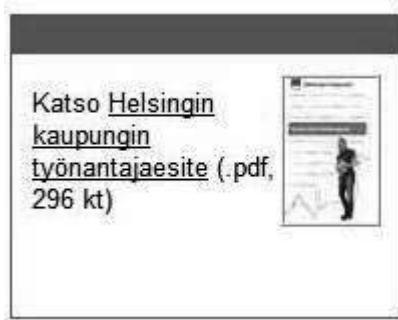 Katso Helsingin
kaupungin
työnantajaesite (.pdf,
296 kt)